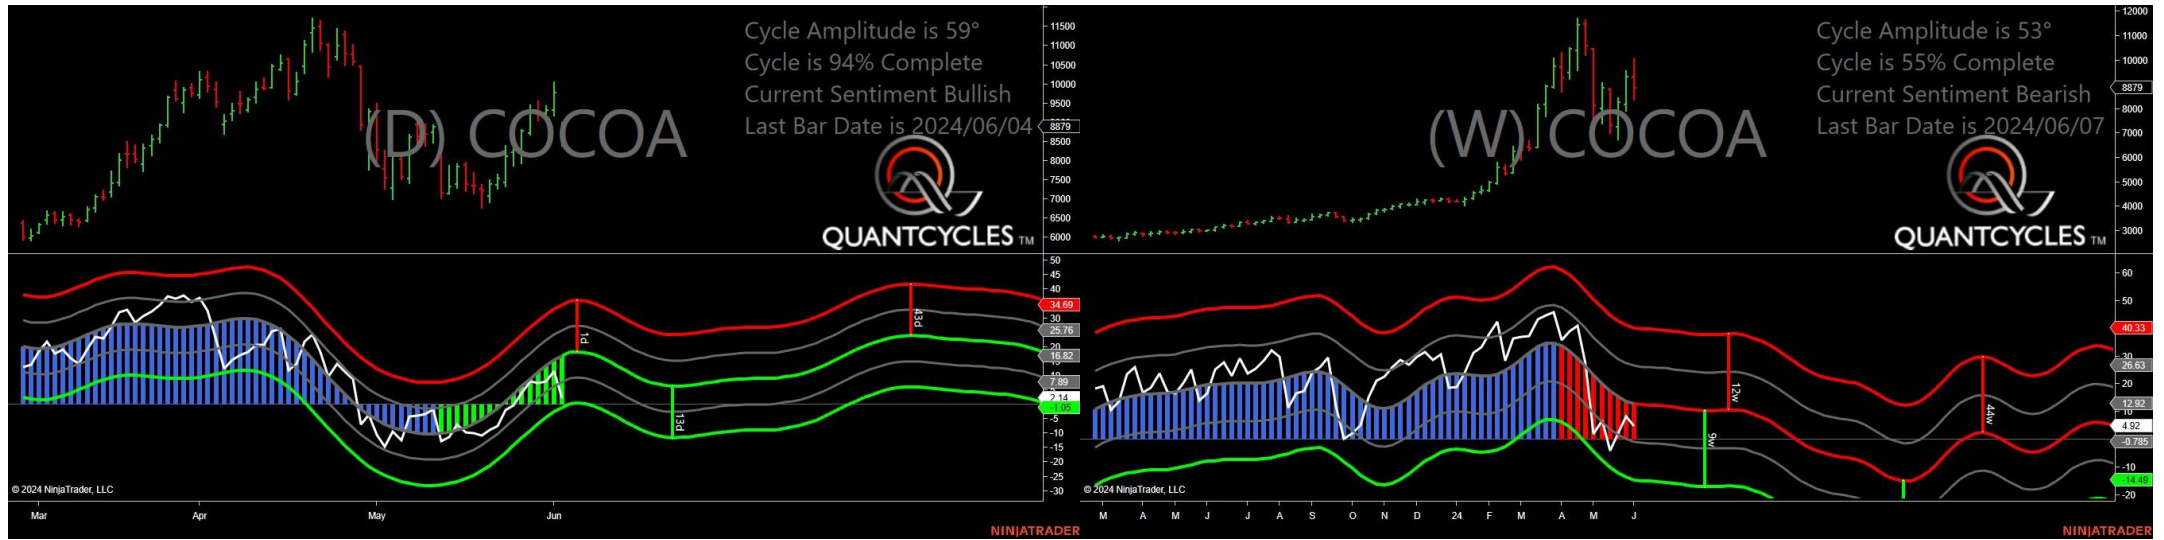 Cycle Amplitude is 59°
Cycle is 94% Complete
Current Sentiment Bullish
Last Bar Date is 2024/06/04
(D) COCOA
QUANTCYCLES TM
11500
11000
10500
10000
9500
8879
8500
8000
7500
7000
6500
6000
50
45
40
34.69
30
25.76
20
16.82
7.89
2.14
-1.05
-5
-10
-15
-20
-25
-30
1d
13d
43d
© 2024 NinjaTrader, LLC
Mar Apr May Jun
NINJATRADER
Cycle Amplitude is 53°
Cycle is 55% Complete
Current Sentiment Bearish
Last Bar Date is 2024/06/07
(W) COCOA
QUANTCYCLES TM
12000
11000
10000
8879
8000
7000
6000
5000
4000
3000
60
50
40.33
30
26.63
20
12.92
10
4.92
-0.785
-10
-14.49
-20
12w
9w
44w
© 2024 NinjaTrader, LLC
M A M J J A S O N D 24 F M A M J
NINJATRADER